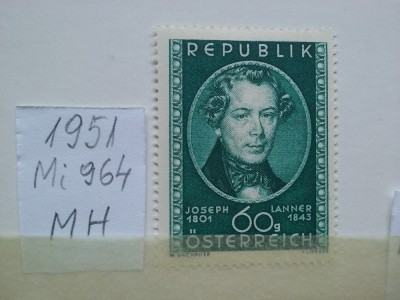 1951
Mi 964
MH
REPUBLIK
JOSEPH LANNER
1801 60g 1843
ÖSTERREICH